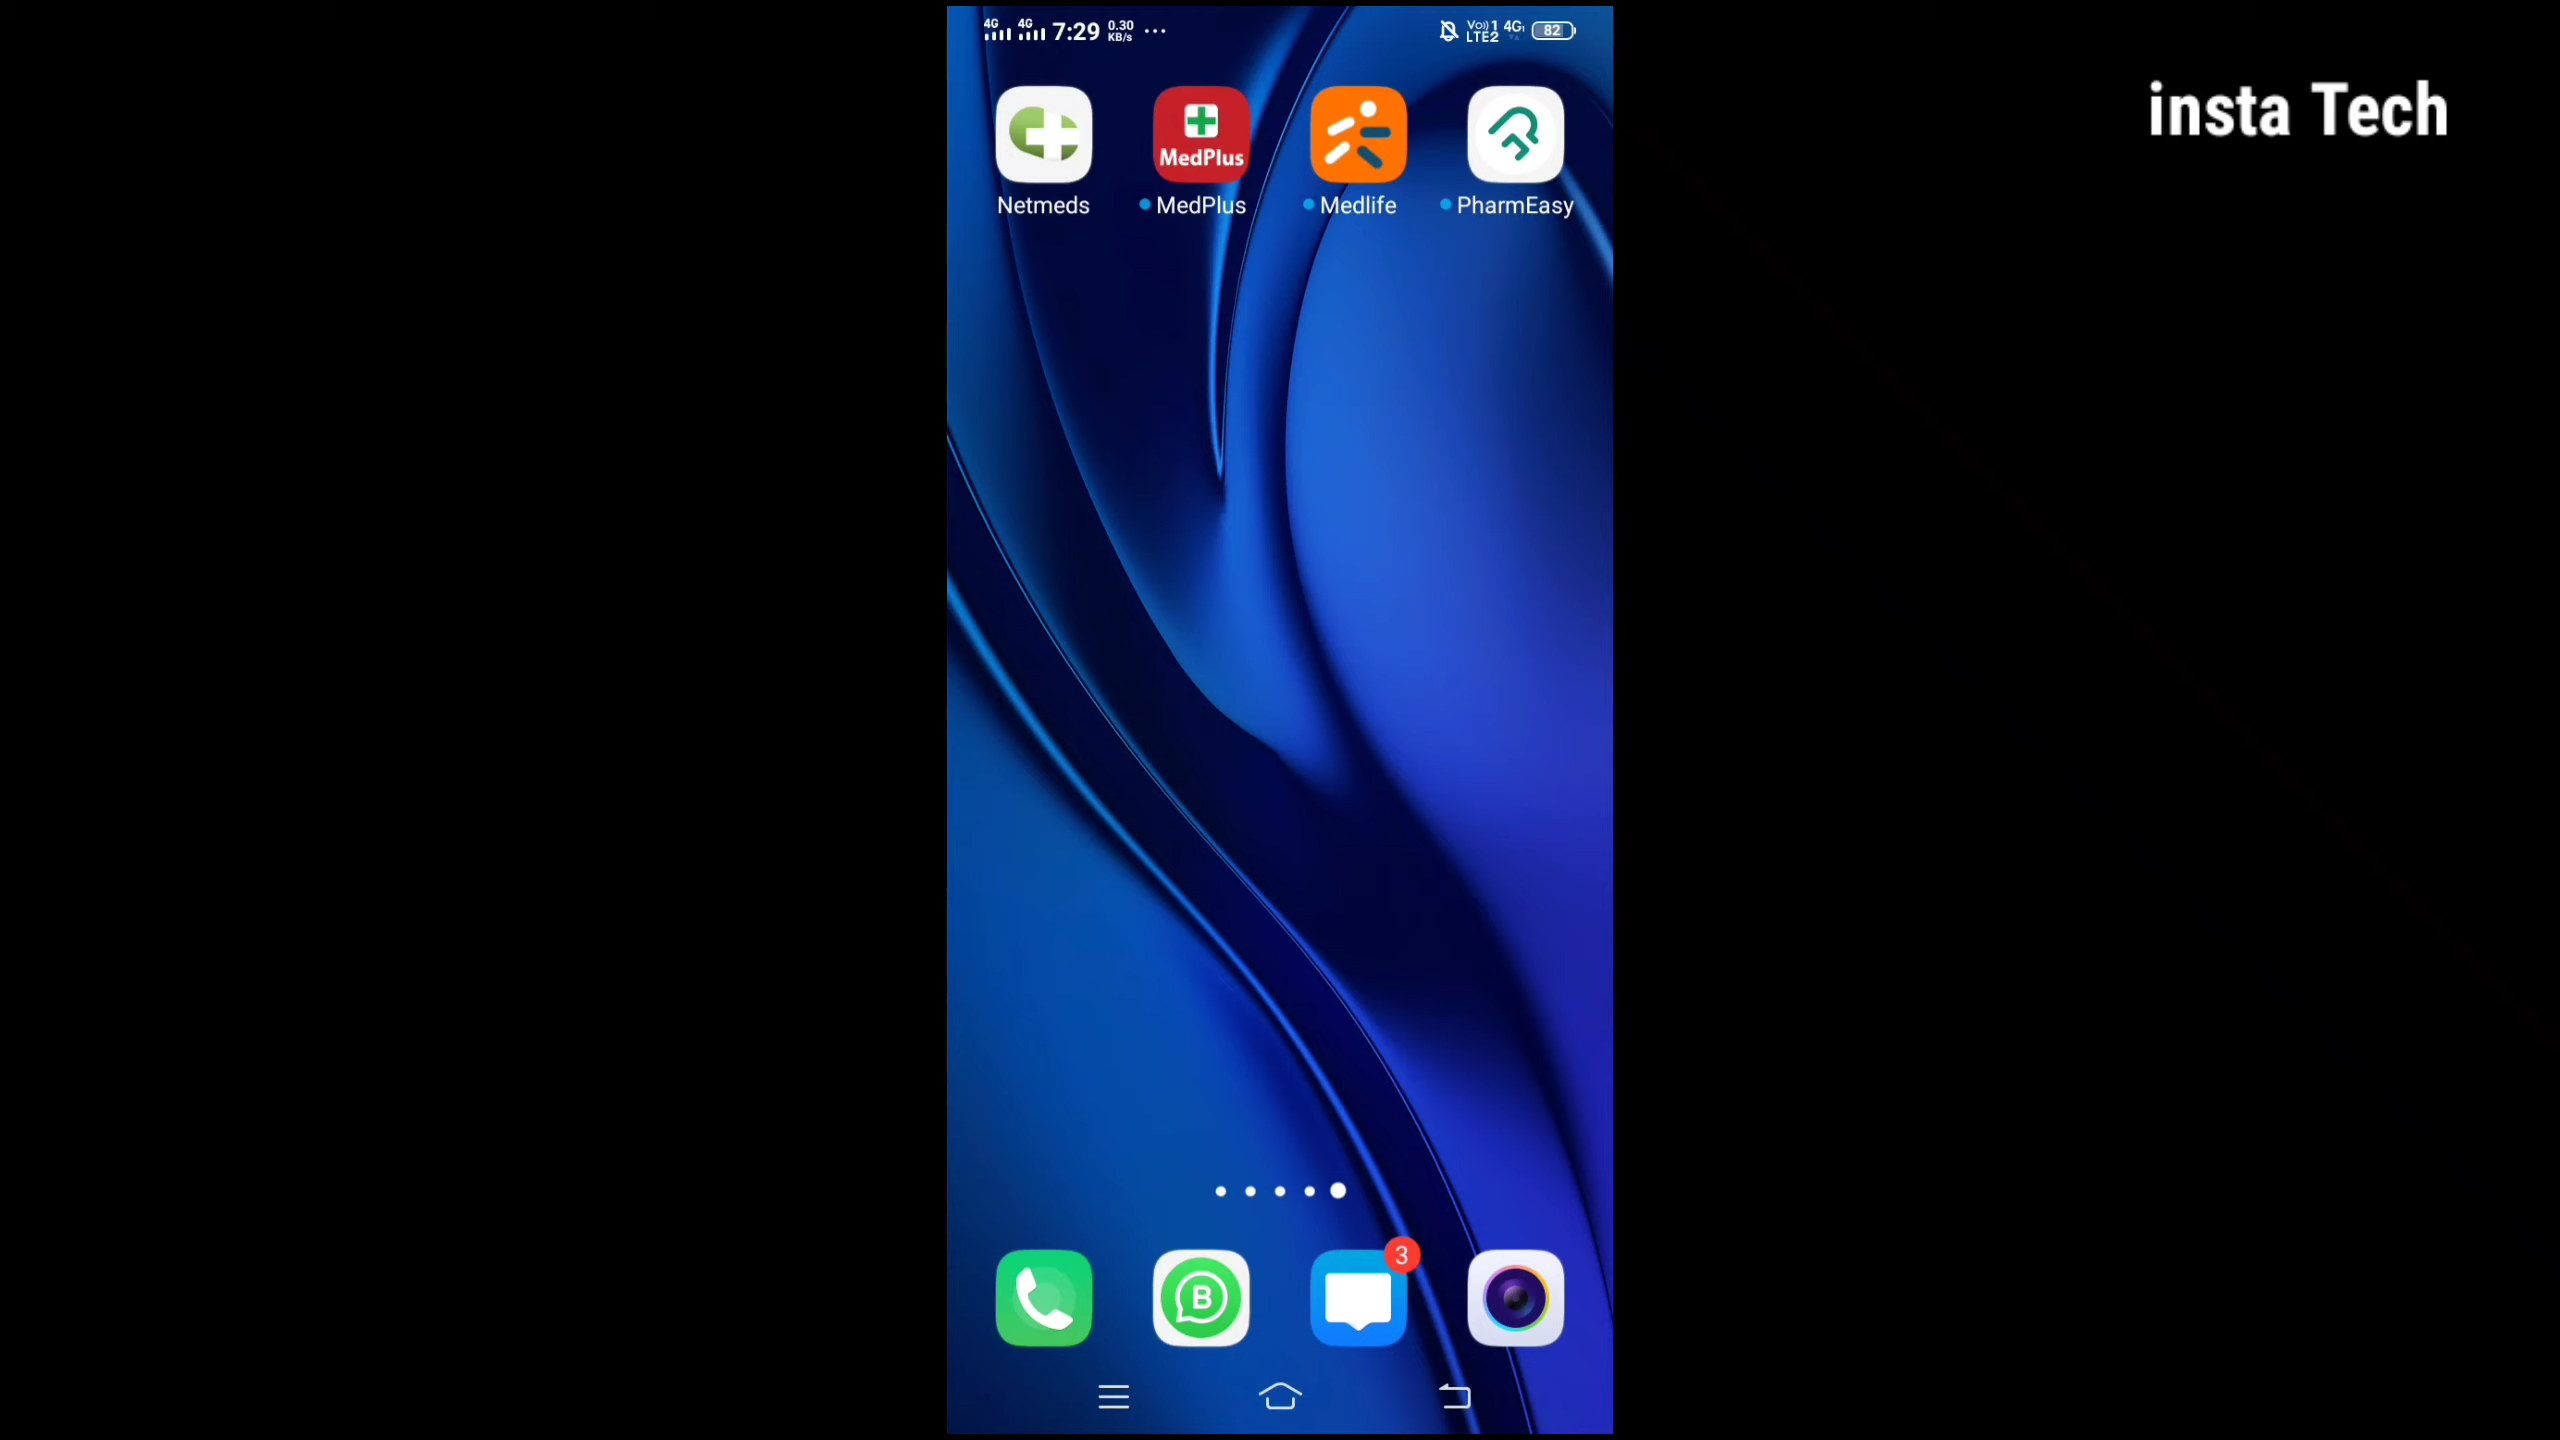 4G 4G 7:29 0.30 KB/s ... Vo)) 1 LTE2 4G 82
insta Tech
MedPlus
Netmeds MedPlus Medlife PharmEasy
3
B